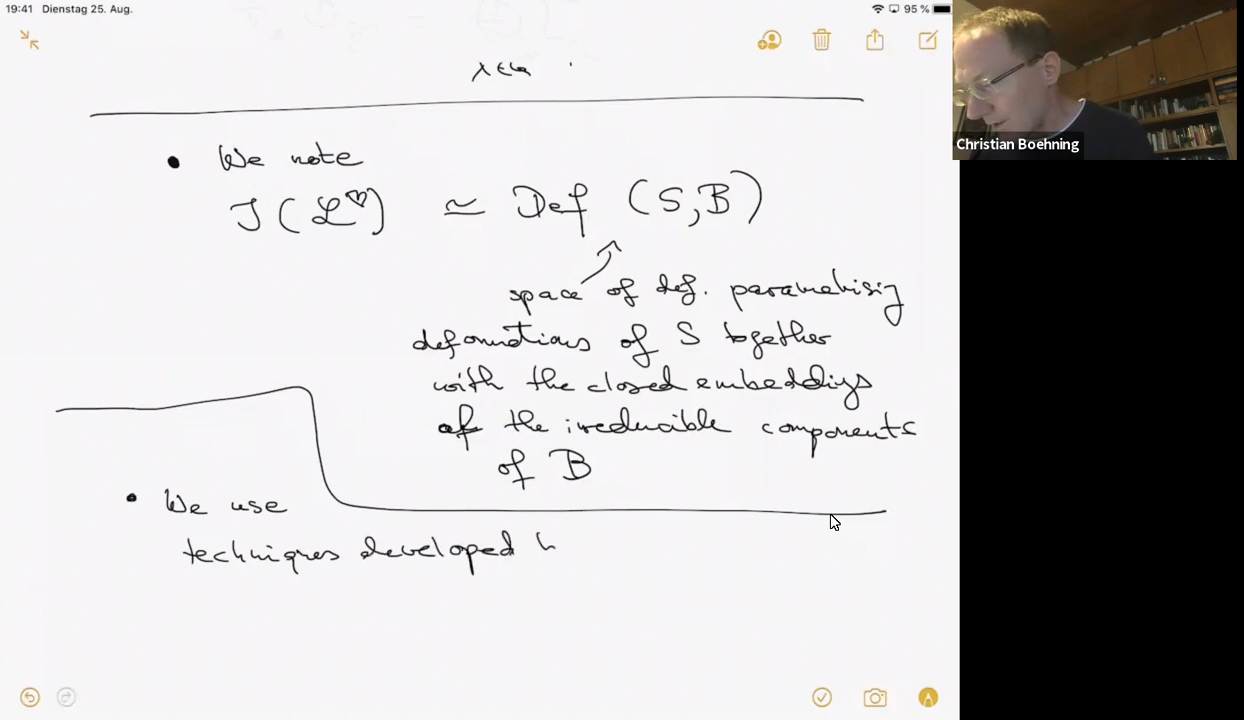 19:41 Dienstag 25. Aug.
95 %
Christian Boehning
• We note
J(ℒ♡) ≃ Def (S,B)
space of def. parametrising
deformations of S together
with the closed embeddings
of the irreducible components
of B
• We use
techniques developed